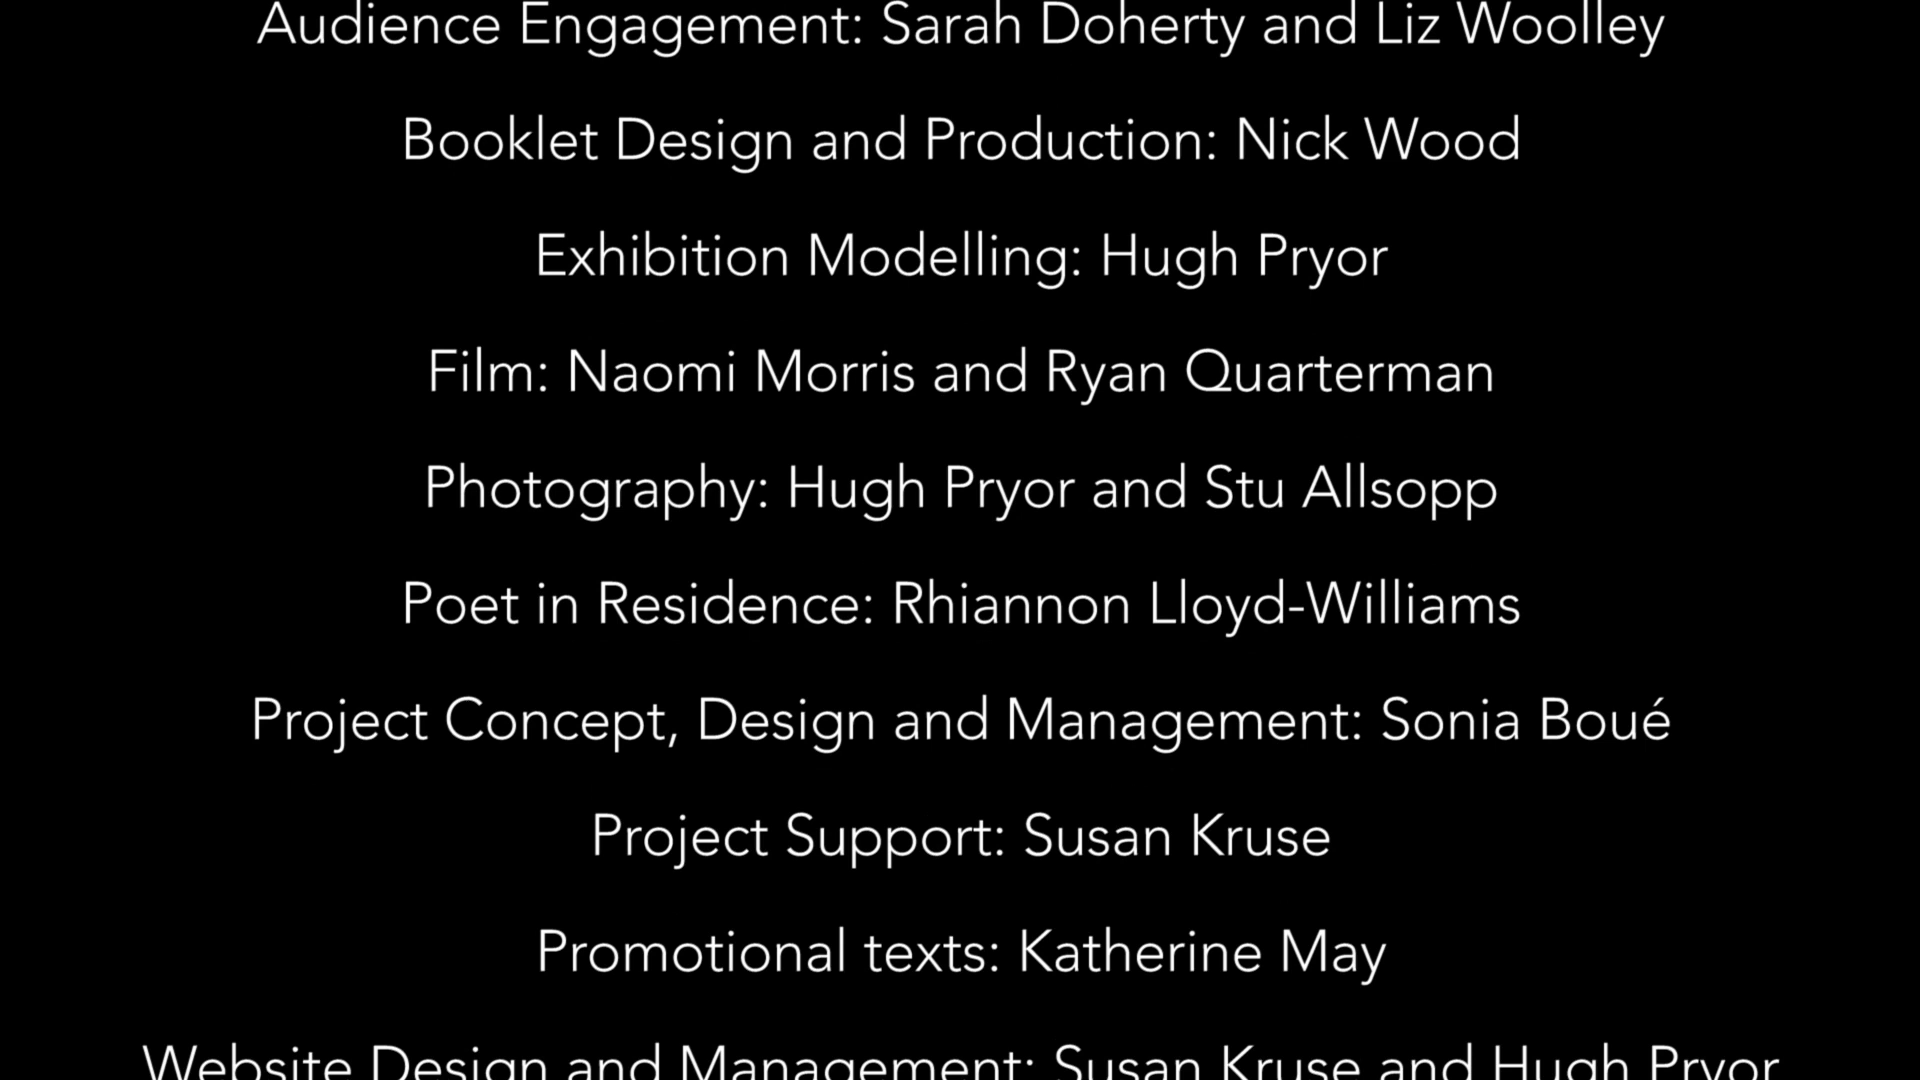 Audience Engagement: Sarah Doherty and Liz Woolley
Booklet Design and Production: Nick Wood
Exhibition Modelling: Hugh Pryor
Film: Naomi Morris and Ryan Quarterman
Photography: Hugh Pryor and Stu Allsopp
Poet in Residence: Rhiannon Lloyd-Williams
Project Concept, Design and Management: Sonia Boué
Project Support: Susan Kruse
Promotional texts: Katherine May
Website Design and Management: Susan Kruse and Hugh Pryor